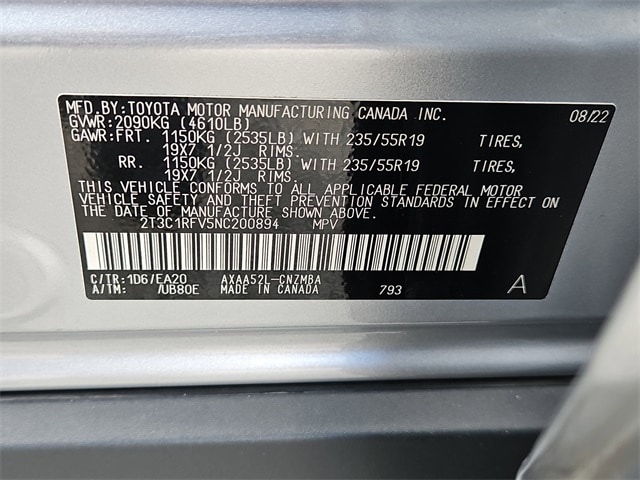 MFD.BY:TOYOTA MOTOR MANUFACTURING CANADA INC. 08/22
GVWR:2090KG (4610LB)
GAWR:FRT. 1150KG (2535LB) WITH 235/55R19 TIRES,
19X7 1/2J RIMS.
RR. 1150KG (2535LB) WITH 235/55R19 TIRES,
19X7 1/2J RIMS.
THIS VEHICLE CONFORMS TO ALL APPLICABLE FEDERAL MOTOR
VEHICLE SAFETY AND THEFT PREVENTION STANDARDS IN EFFECT ON
THE DATE OF MANUFACTURE SHOWN ABOVE.
2T3C1RFV5NC200894 MPV
C/TR:1D6/EA20 AXAA52L-CNZMBA
A/TM: /UB80E MADE IN CANADA 793 A